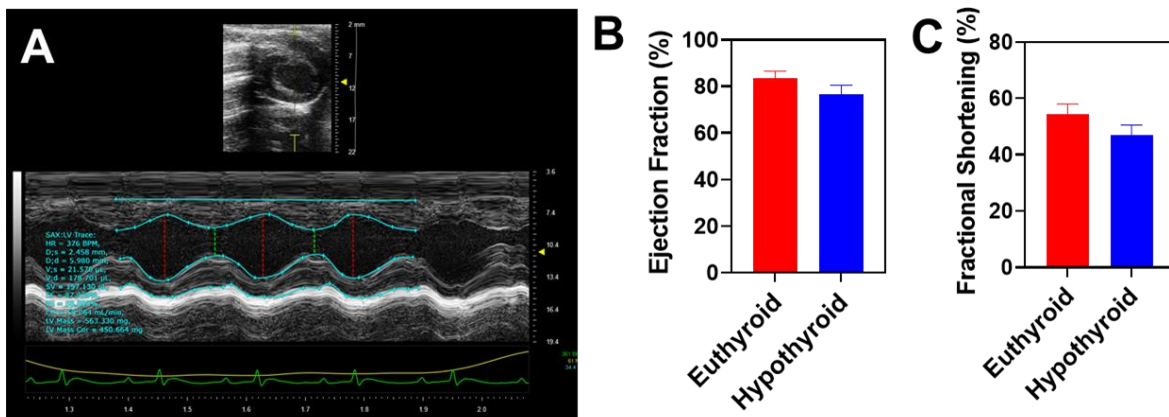 A
2 mm
7
12
17
22
3.6
7.4
10.4
13.4
16.4
19.4
SAX:LV Trace:
HR = 376 BPM,
D;s = 2.458 mm,
D;d = 5.980 mm,
V;s = 21.570 µL,
V;d = 178.701 µL,
SV = 157.130 µL,
LV Mass = 563.330 mg,
LV Mass Cor = 450.664 mg
1.3 1.4 1.5 1.6 1.7 1.8 1.9 2.0
B
Ejection Fraction (%)
100
80
60
40
20
0
Euthyroid
Hypothyroid
C
Fractional Shortening (%)
80
60
40
20
0
Euthyroid
Hypothyroid